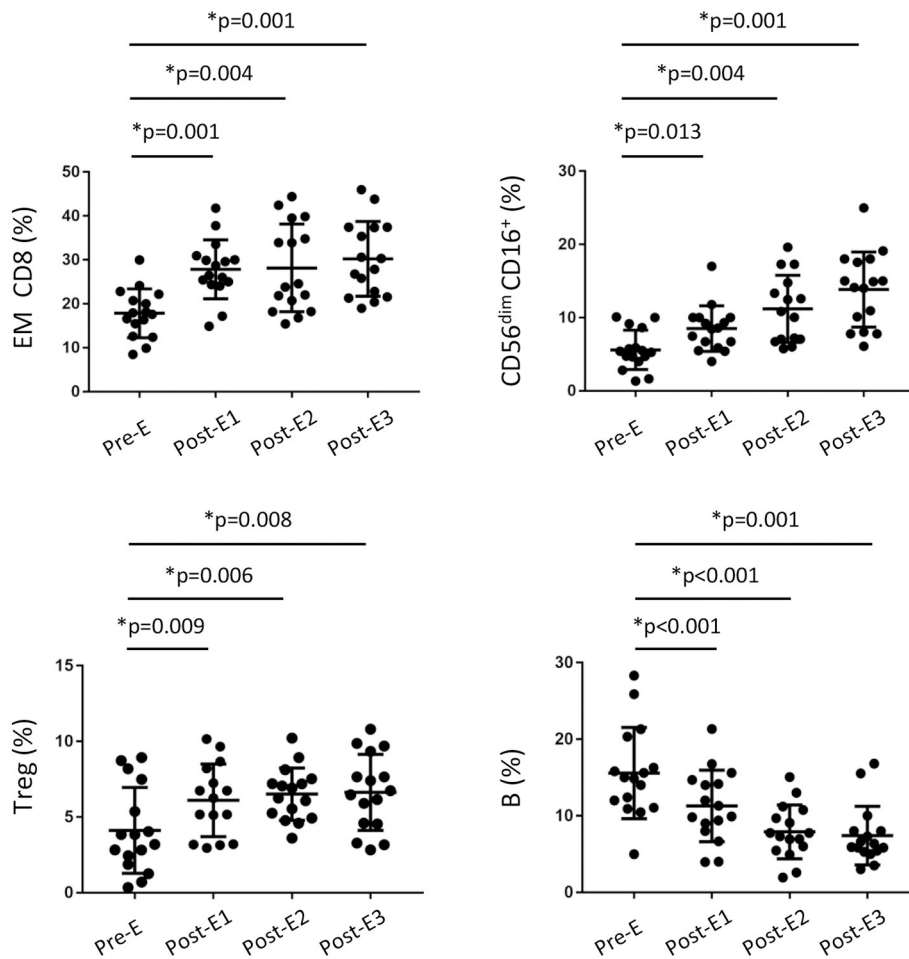 *p=0.001
*p=0.004
*p=0.001
EM CD8 (%)
50
40
30
20
10
0
Pre-E
Post-E1
Post-E2
Post-E3
*p=0.001
*p=0.004
*p=0.013
CD56dim CD16+ (%)
30
20
10
0
Pre-E
Post-E1
Post-E2
Post-E3
*p=0.008
*p=0.006
*p=0.009
Treg (%)
15
10
5
0
Pre-E
Post-E1
Post-E2
Post-E3
*p=0.001
*p<0.001
*p<0.001
B (%)
30
20
10
0
Pre-E
Post-E1
Post-E2
Post-E3